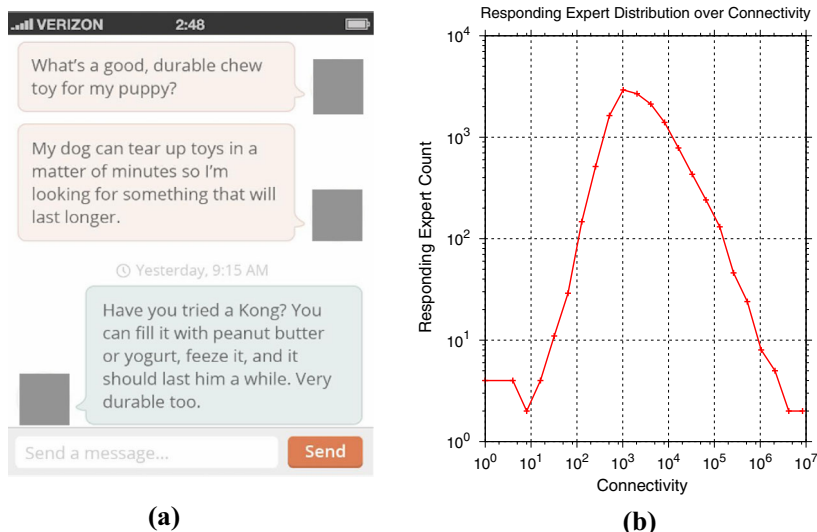 VERIZON 2:48
What's a good, durable chew
toy for my puppy?
My dog can tear up toys in a
matter of minutes so I'm
looking for something that will
last longer.
Yesterday, 9:15 AM
Have you tried a Kong? You
can fill it with peanut butter
or yogurt, feeze it, and it
should last him a while. Very
durable too.
Send a message... Send
(a)
Responding Expert Distribution over Connectivity
Responding Expert Count
10⁴
10³
10²
10¹
10⁰
10⁰ 10¹ 10² 10³ 10⁴ 10⁵ 10⁶ 10⁷
Connectivity
(b)